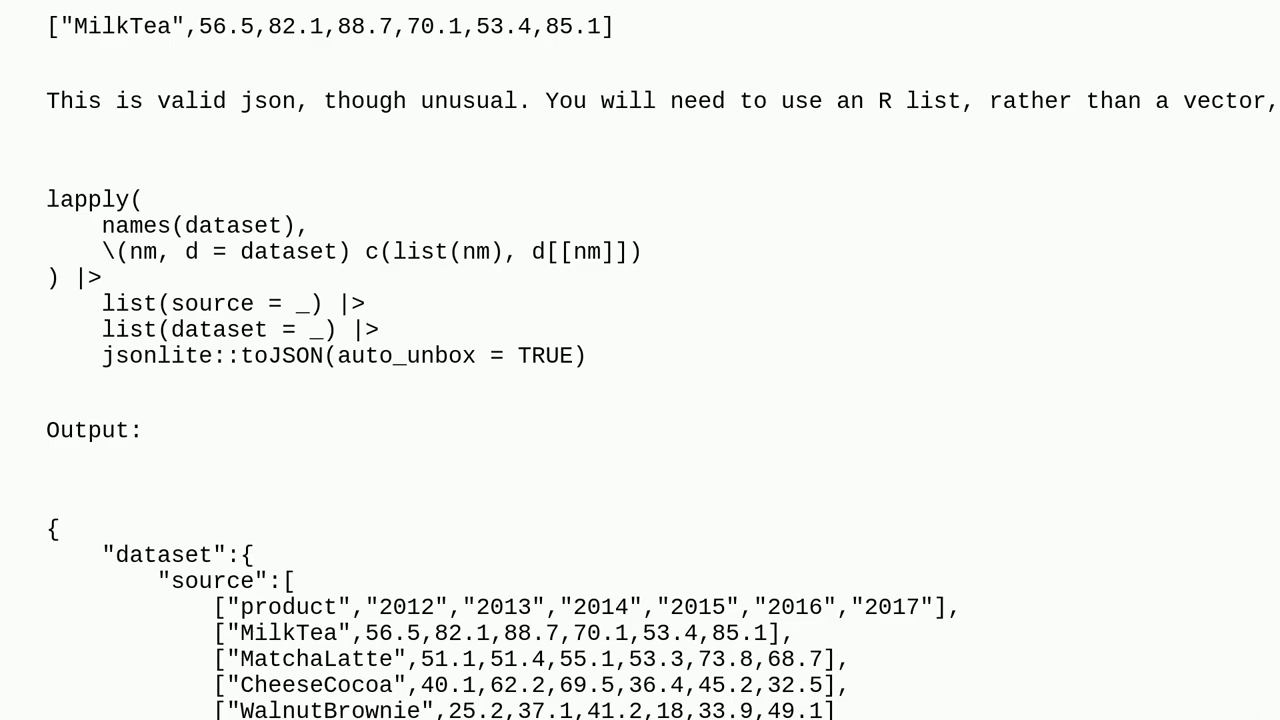 ["MilkTea",56.5,82.1,88.7,70.1,53.4,85.1]
This is valid json, though unusual. You will need to use an R list, rather than a vector,
lapply(
    names(dataset),
    \(nm, d = dataset) c(list(nm), d[[nm]])
) |>
    list(source = _) |>
    list(dataset = _) |>
    jsonlite::toJSON(auto_unbox = TRUE)
Output:
{
    "dataset":{
        "source":[
            ["product","2012","2013","2014","2015","2016","2017"],
            ["MilkTea",56.5,82.1,88.7,70.1,53.4,85.1],
            ["MatchaLatte",51.1,51.4,55.1,53.3,73.8,68.7],
            ["CheeseCocoa",40.1,62.2,69.5,36.4,45.2,32.5],
            ["WalnutBrownie",25.2,37.1,41.2,18,33.9,49.1]